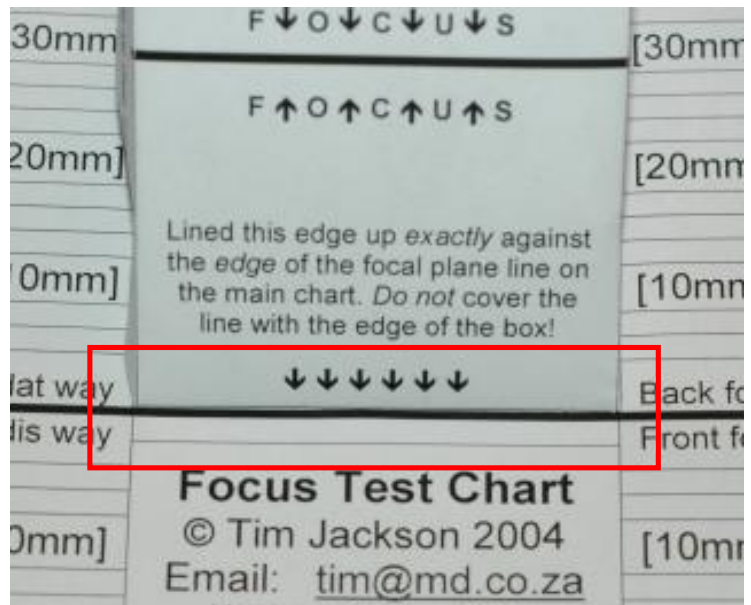 30mm F↓O↓C↓U↓S [30mm
F↑O↑C↑U↑S
20mm] [20mm
Lined this edge up exactly against
the edge of the focal plane line on
0mm] the main chart. Do not cover the [10mm
line with the edge of the box!
lat way ↓↓↓↓↓↓ Back fo
dis way Front fo
Focus Test Chart
0mm] © Tim Jackson 2004 [10mm
Email: tim@md.co.za